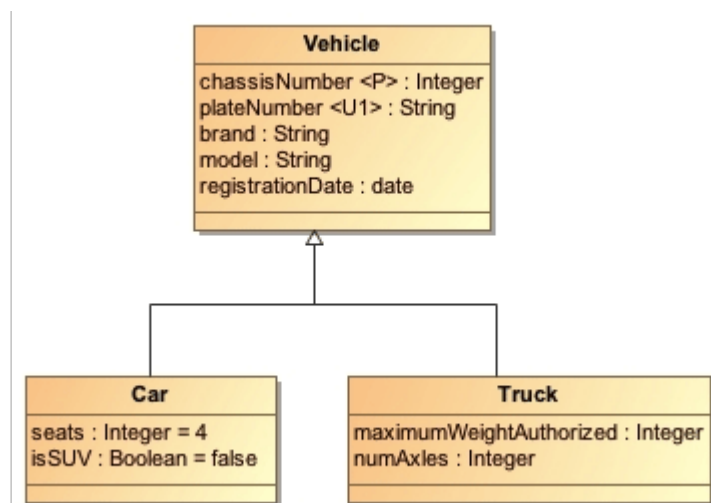 Vehicle
chassisNumber <P> : Integer
plateNumber <U1> : String
brand : String
model : String
registrationDate : date
Car
seats : Integer = 4
isSUV : Boolean = false
Truck
maximumWeightAuthorized : Integer
numAxles : Integer